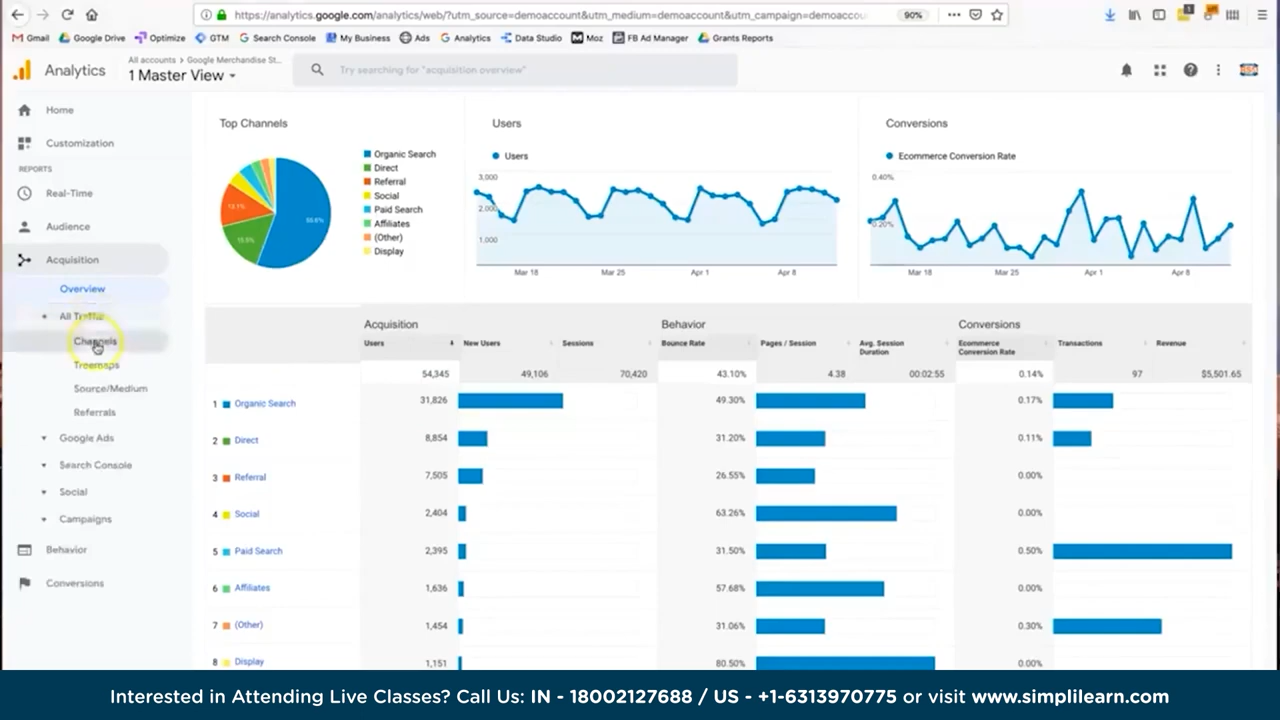 https://analytics.google.com/analytics/web/?utm_source=demoaccount&utm_medium=demoaccount&utm_campaign=demoaccou
90%
Gmail Google Drive Optimize GTM Search Console My Business Ads Analytics Data Studio Moz FB Ad Manager Grants Reports
Analytics
All accounts > Google Merchandise St...
1 Master View
Try searching for "acquisition overview"
Home
Customization
REPORTS
Real-Time
Audience
Acquisition
Overview
All Traffic
Channels
Treemaps
Source/Medium
Referrals
Google Ads
Search Console
Social
Campaigns
Behavior
Conversions
Top Channels
55.8%
15.5%
13.1%
Organic Search
Direct
Referral
Social
Paid Search
Affiliates
(Other)
Display
Users
Users
3,000
2,000
1,000
Mar 18 Mar 25 Apr 1 Apr 8
Conversions
Ecommerce Conversion Rate
0.40%
0.20%
Mar 18 Mar 25 Apr 1 Apr 8
Acquisition Behavior Conversions
Users New Users Sessions Bounce Rate Pages / Session Avg. Session Duration Ecommerce Conversion Rate Transactions Revenue
54,345 49,106 70,420 43.10% 4.38 00:02:55 0.14% 97 $5,501.65
1 Organic Search 31,826 49.30% 0.17%
2 Direct 8,854 31.20% 0.11%
3 Referral 7,505 26.55% 0.00%
4 Social 2,404 63.26% 0.00%
5 Paid Search 2,395 31.50% 0.50%
6 Affiliates 1,636 57.68% 0.00%
7 (Other) 1,454 31.06% 0.30%
8 Display 1,151 80.50% 0.00%
Interested in Attending Live Classes? Call Us: IN - 18002127688 / US - +1-6313970775 or visit www.simplilearn.com